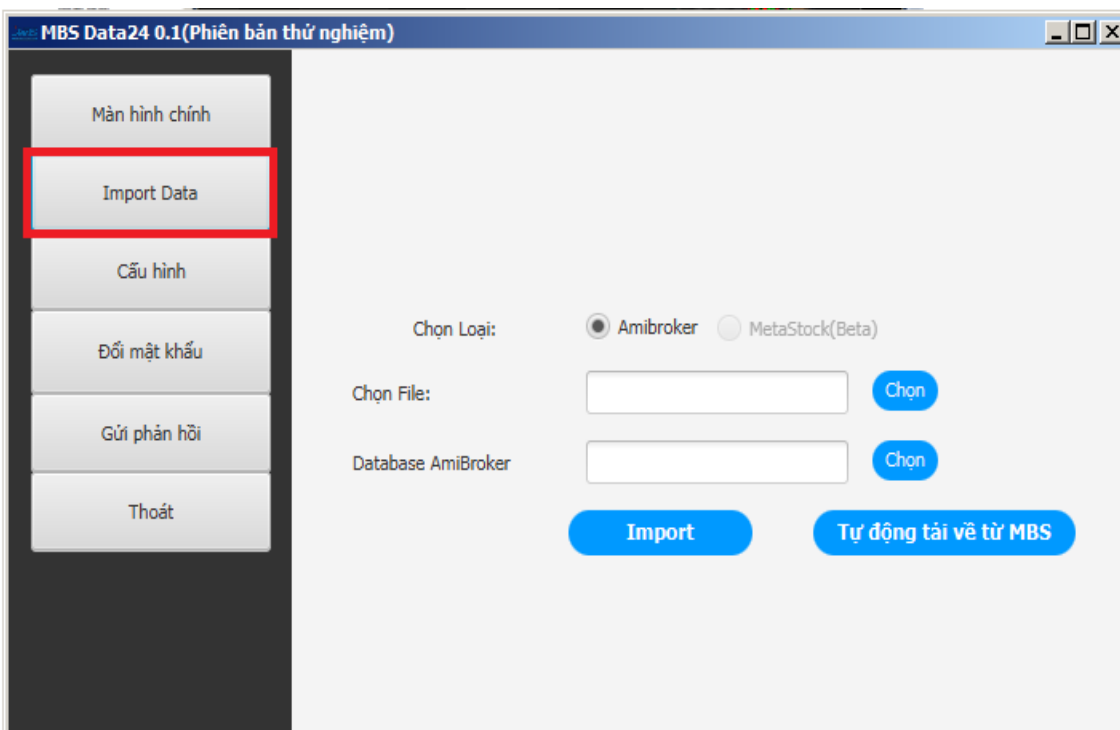 MBS Data24 0.1(Phiên bản thử nghiệm)
Màn hình chính
Import Data
Cấu hình
Đổi mật khẩu
Gửi phản hồi
Thoát
Chọn Loại: Amibroker MetaStock(Beta)
Chọn File: Chọn
Database AmiBroker Chọn
Import Tự động tải về từ MBS